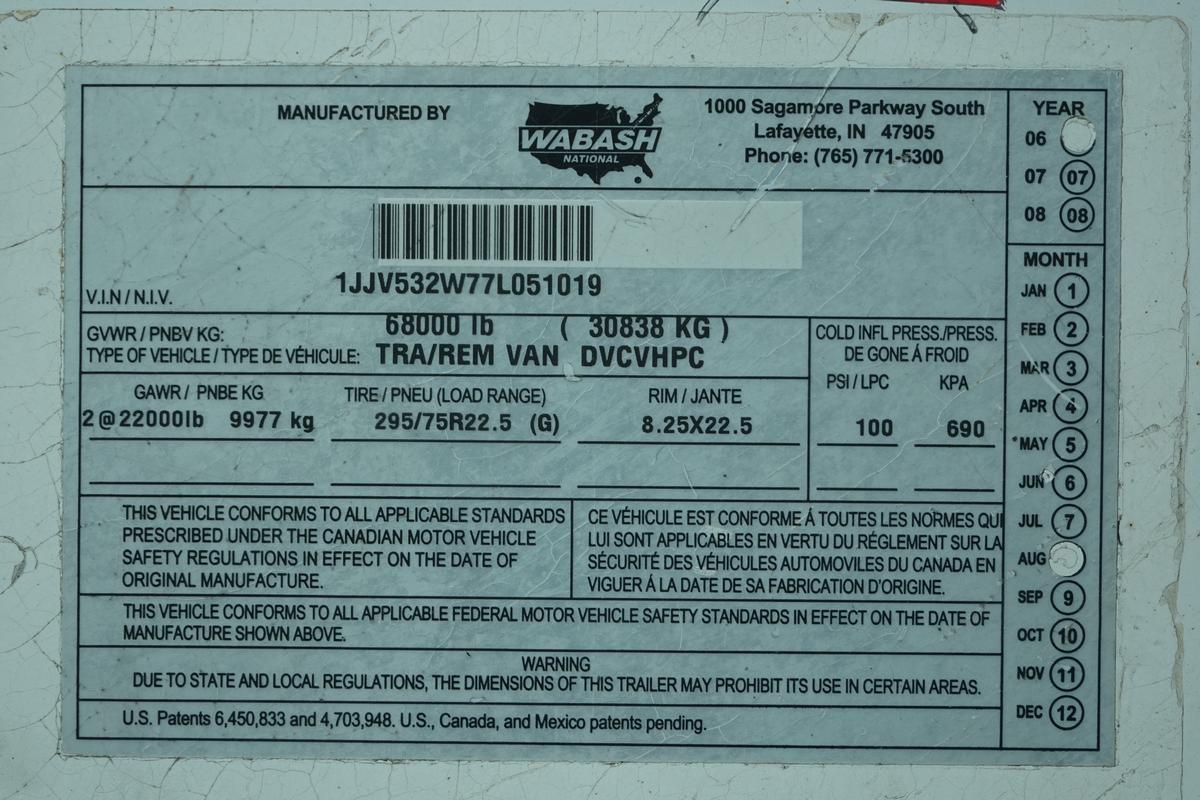 MANUFACTURED BY
WABASH
NATIONAL
1000 Sagamore Parkway South
Lafayette, IN 47905
Phone: (765) 771-5300
1JJV532W77L051019
V.I.N / N.I.V.
GVWR / PNBV KG: 68000 lb ( 30838 KG )
TYPE OF VEHICLE / TYPE DE VÉHICULE: TRA/REM VAN DVCVHPC
COLD INFL PRESS./PRESS.
DE GONE Á FROID
PSI / LPC KPA
100 690
GAWR / PNBE KG TIRE / PNEU (LOAD RANGE) RIM / JANTE
2@22000lb 9977 kg 295/75R22.5 (G) 8.25X22.5
THIS VEHICLE CONFORMS TO ALL APPLICABLE STANDARDS
PRESCRIBED UNDER THE CANADIAN MOTOR VEHICLE
SAFETY REGULATIONS IN EFFECT ON THE DATE OF
ORIGINAL MANUFACTURE.
CE VÉHICULE EST CONFORME Á TOUTES LES NORMES QUI
LUI SONT APPLICABLES EN VERTU DU RÉGLEMENT SUR LA
SÉCURITÉ DES VÉHICULES AUTOMOVILES DU CANADA EN
VIGUER Á LA DATE DE SA FABRICATION D'ORIGINE.
THIS VEHICLE CONFORMS TO ALL APPLICABLE FEDERAL MOTOR VEHICLE SAFETY STANDARDS IN EFFECT ON THE DATE OF
MANUFACTURE SHOWN ABOVE.
WARNING
DUE TO STATE AND LOCAL REGULATIONS, THE DIMENSIONS OF THIS TRAILER MAY PROHIBIT ITS USE IN CERTAIN AREAS.
U.S. Patents 6,450,833 and 4,703,948. U.S., Canada, and Mexico patents pending.
YEAR
06
07 07
08 08
MONTH
JAN 1
FEB 2
MAR 3
APR 4
MAY 5
JUN 6
JUL 7
AUG
SEP 9
OCT 10
NOV 11
DEC 12